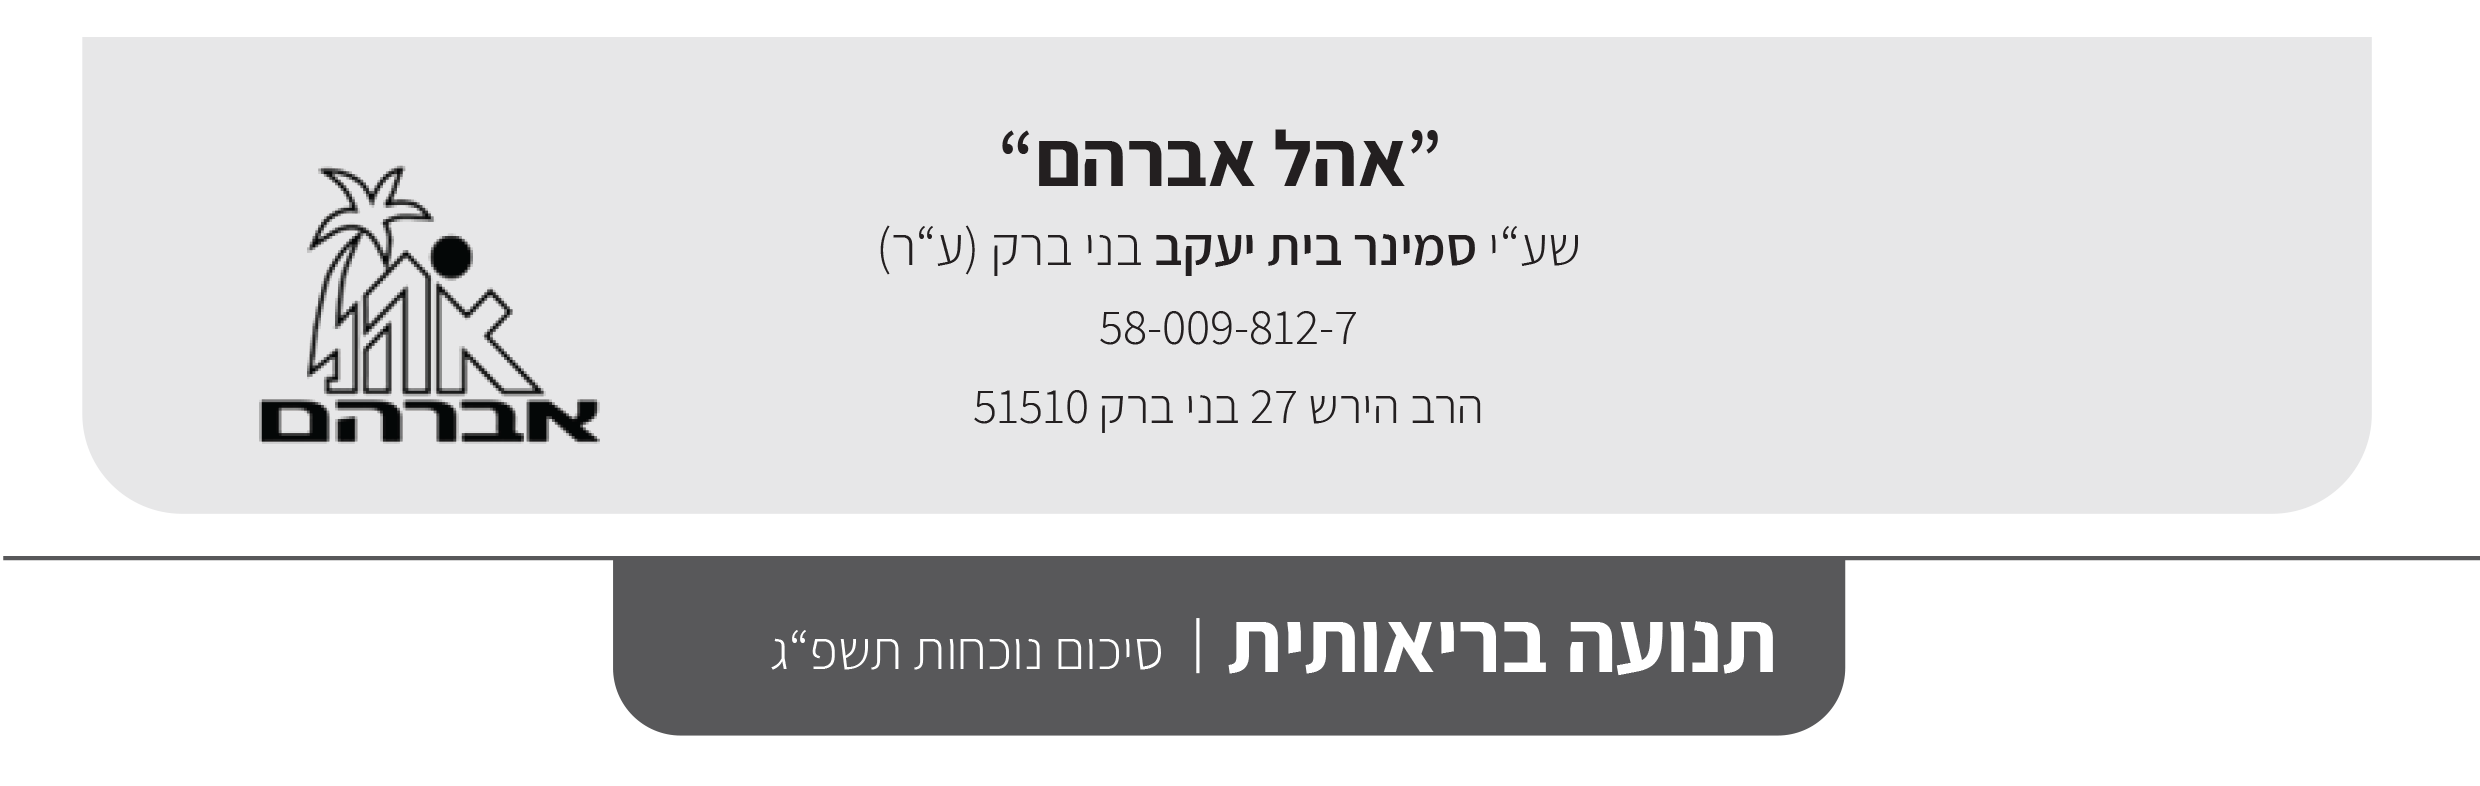 ”אהל אברהם“
שע“י סמינר בית יעקב בני ברק (ע“ר)
58-009-812-7
הרב הירש 27 בני ברק 51510
אהל
אברהם
תנועה בריאותית | סיכום נוכחות תשפ“ג